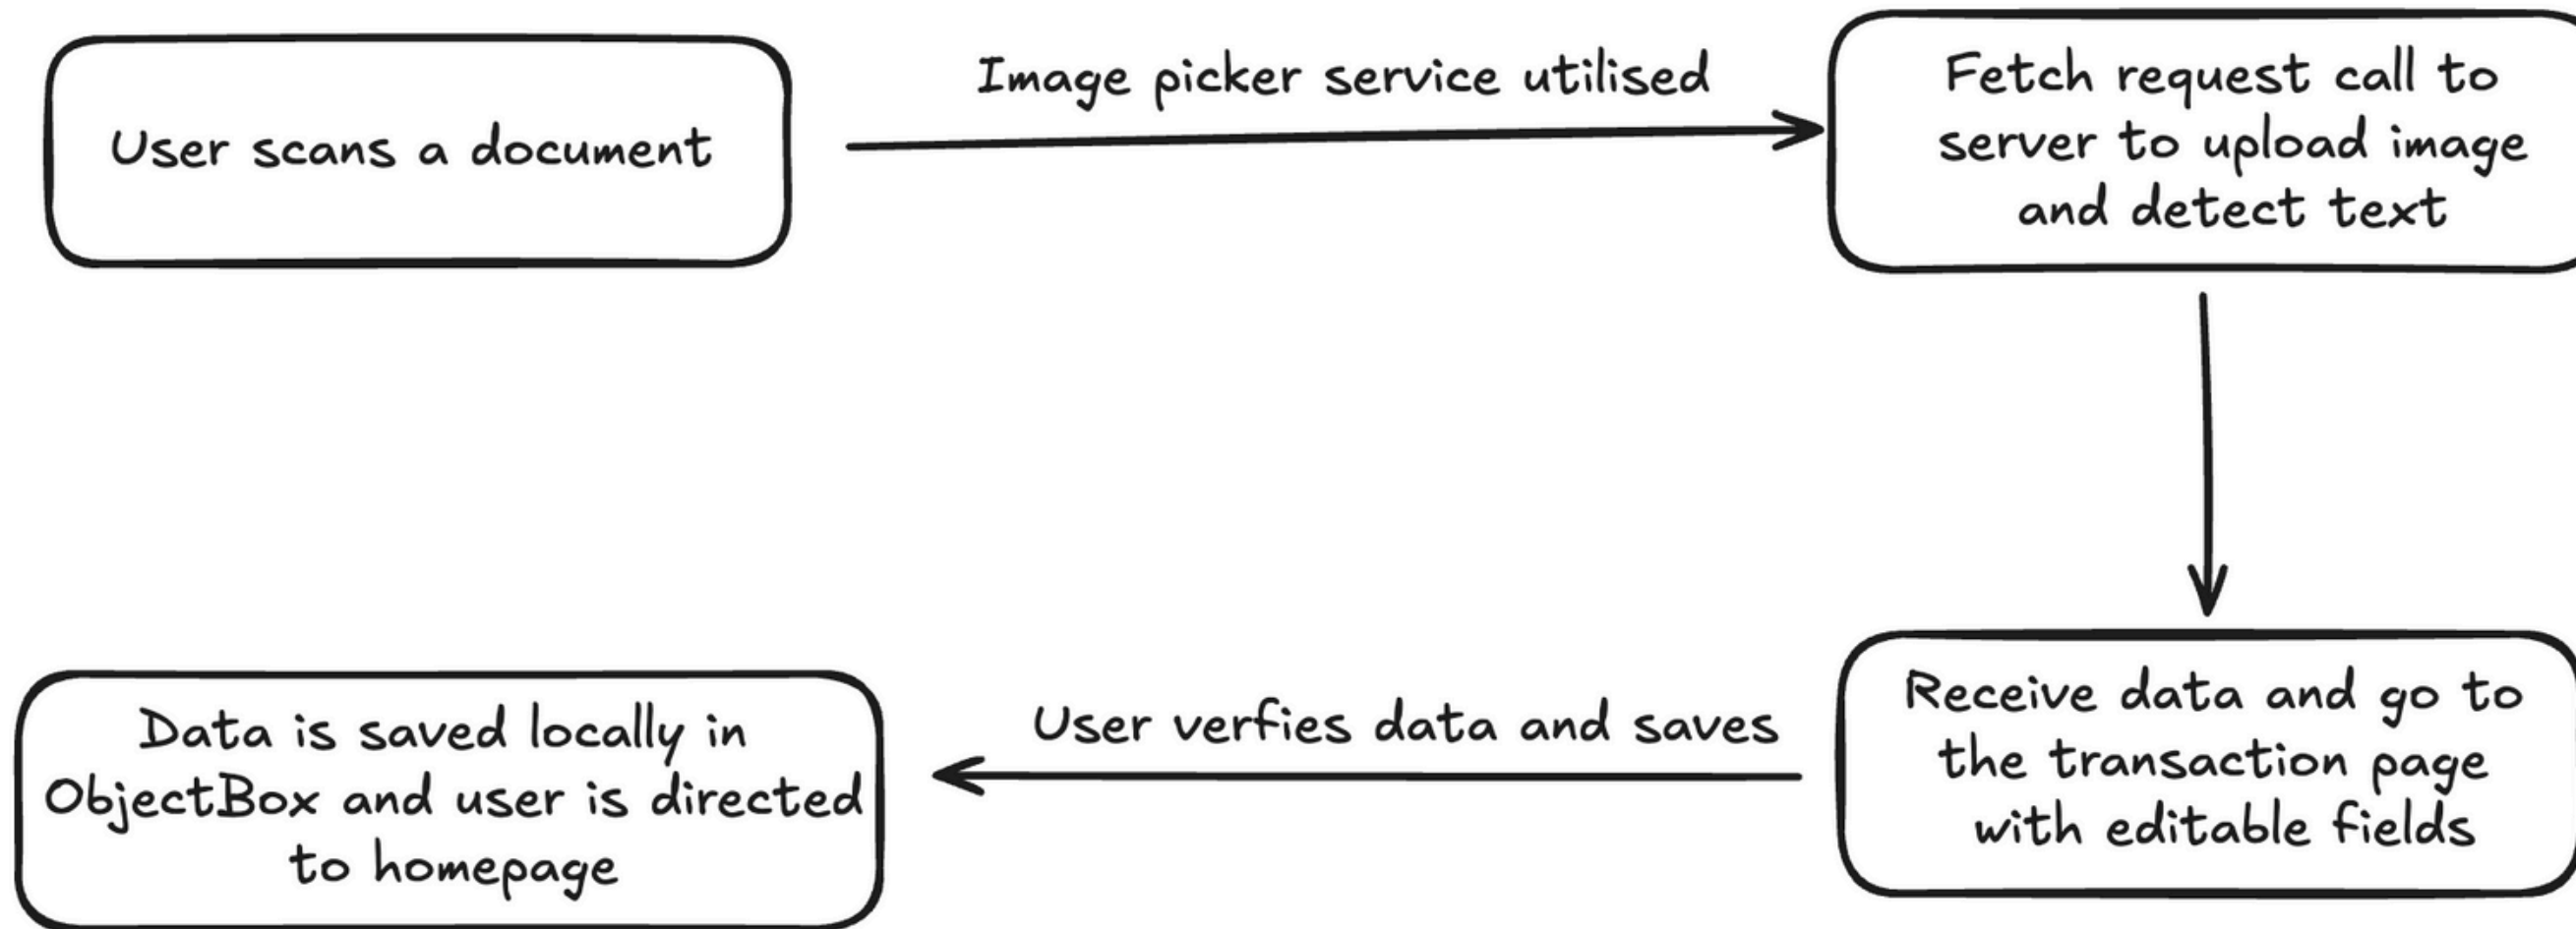 User scans a document
Image picker service utilised
Fetch request call to
server to upload image
and detect text
Receive data and go to
the transaction page
with editable fields
User verfies data and saves
Data is saved locally in
ObjectBox and user is directed
to homepage